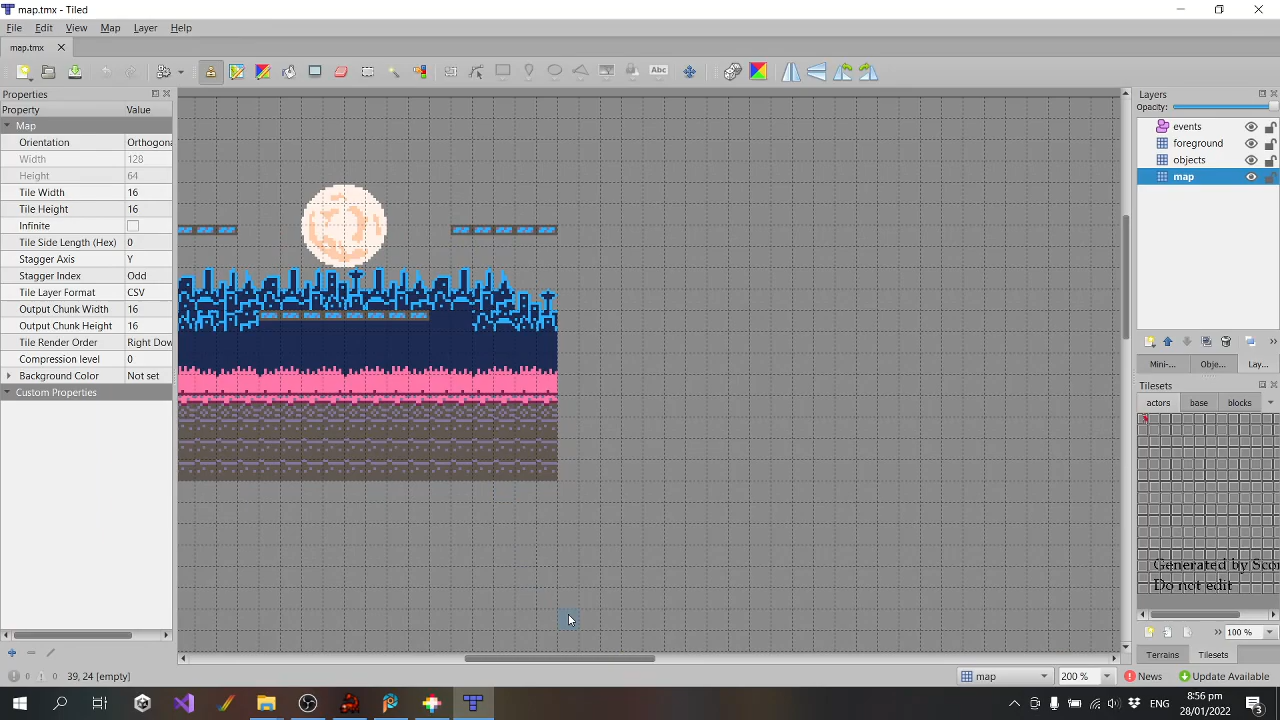 map.tmx - Tiled
File Edit View Map Layer Help
map.tmx
Abc
Properties
Property Value
Map
Orientation Orthogona
Width 128
Height 64
Tile Width 16
Tile Height 16
Infinite
Tile Side Length (Hex) 0
Stagger Axis Y
Stagger Index Odd
Tile Layer Format CSV
Output Chunk Width 16
Output Chunk Height 16
Tile Render Order Right Dow
Compression level 0
Background Color Not set
Custom Properties
Layers
Opacity:
events
foreground
objects
map
Mini-... Obje... Lay...
Tilesets
actors base blocks
Generated by Scor
Do not edit
100 %
Terrains Tilesets
0 0 39, 24 [empty]
map 200 % News Update Available
ENG 8:56 pm
28/01/2022
3